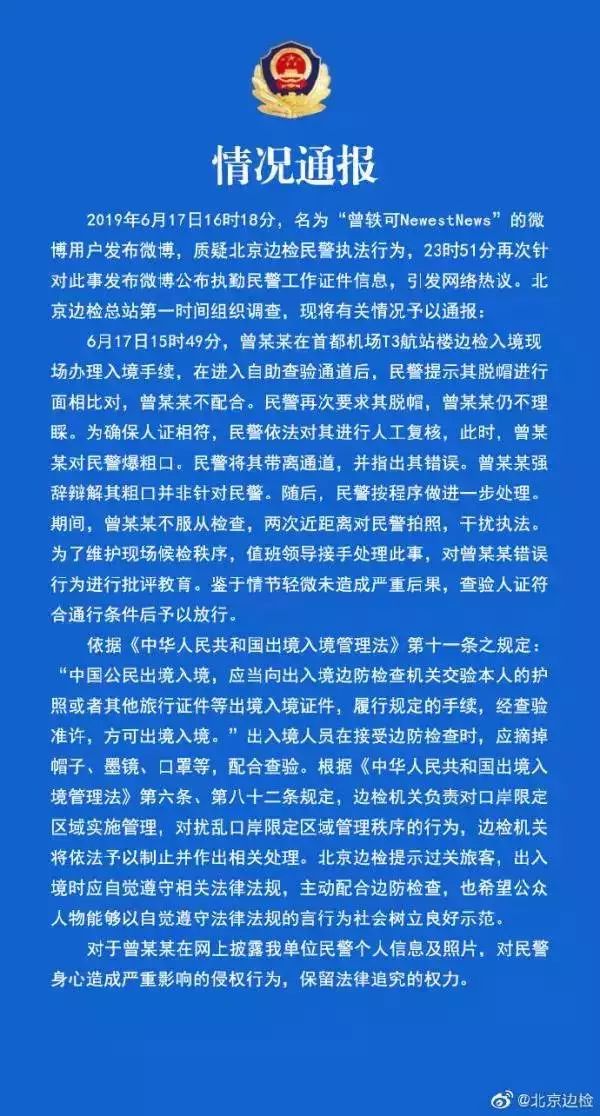 情况通报
2019年6月17日16时18分，名为“曾轶可NewestNews”的微
博用户发布微博，质疑北京边检民警执法行为，23时51分再次针
对此事发布微博公布执勤民警工作证件信息，引发网络热议。北
京边检总站第一时间组织调查，现将有关情况予以通报：
6月17日15时49分，曾某某在首都机场T3航站楼边检入境现
场办理入境手续，在进入自助查验通道后，民警提示其脱帽进行
面相比对，曾某某不配合。民警再次要求其脱帽，曾某某仍不理
睬。为确保人证相符，民警依法对其进行人工复核，此时，曾某
某对民警爆粗口。民警将其带离通道，并指出其错误。曾某某强
辞辩解其粗口并非针对民警。随后，民警按程序做进一步处理。
期间，曾某某不服从检查，两次近距离对民警拍照，干扰执法。
为了维护现场候检秩序，值班领导接手处理此事，对曾某某错误
行为进行批评教育。鉴于情节轻微未造成严重后果，查验人证符
合通行条件后予以放行。
依据《中华人民共和国出境入境管理法》第十一条之规定：
“中国公民出境入境，应当向出入境边防检查机关交验本人的护
照或者其他旅行证件等出境入境证件，履行规定的手续，经查验
准许，方可出境入境。”出入境人员在接受边防检查时，应摘掉
帽子、墨镜、口罩等，配合查验。根据《中华人民共和国出境入
境管理法》第六条、第八十二条规定，边检机关负责对口岸限定
区域实施管理，对扰乱口岸限定区域管理秩序的行为，边检机关
将依法予以制止并作出相关处理。北京边检提示过关旅客，出入
境时应自觉遵守相关法律法规，主动配合边防检查，也希望公众
人物能够以自觉遵守法律法规的言行为社会树立良好示范。
对于曾某某在网上披露我单位民警个人信息及照片，对民警
身心造成严重影响的侵权行为，保留法律追究的权力。
@北京边检